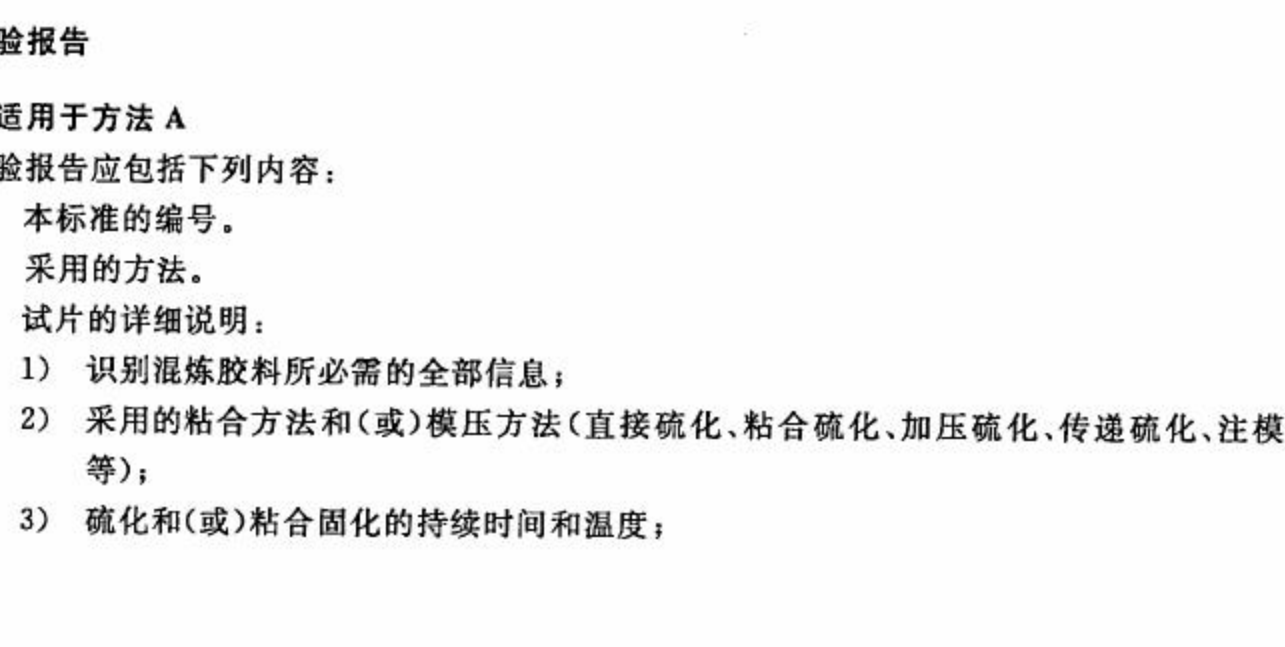 验报告
适用于方法 A
验报告应包括下列内容：
本标准的编号。
采用的方法。
试片的详细说明：
1） 识别混炼胶料所必需的全部信息；
2） 采用的粘合方法和(或)模压方法(直接硫化、粘合硫化、加压硫化、传递硫化、注模
等)；
3） 硫化和(或)粘合固化的持续时间和温度；